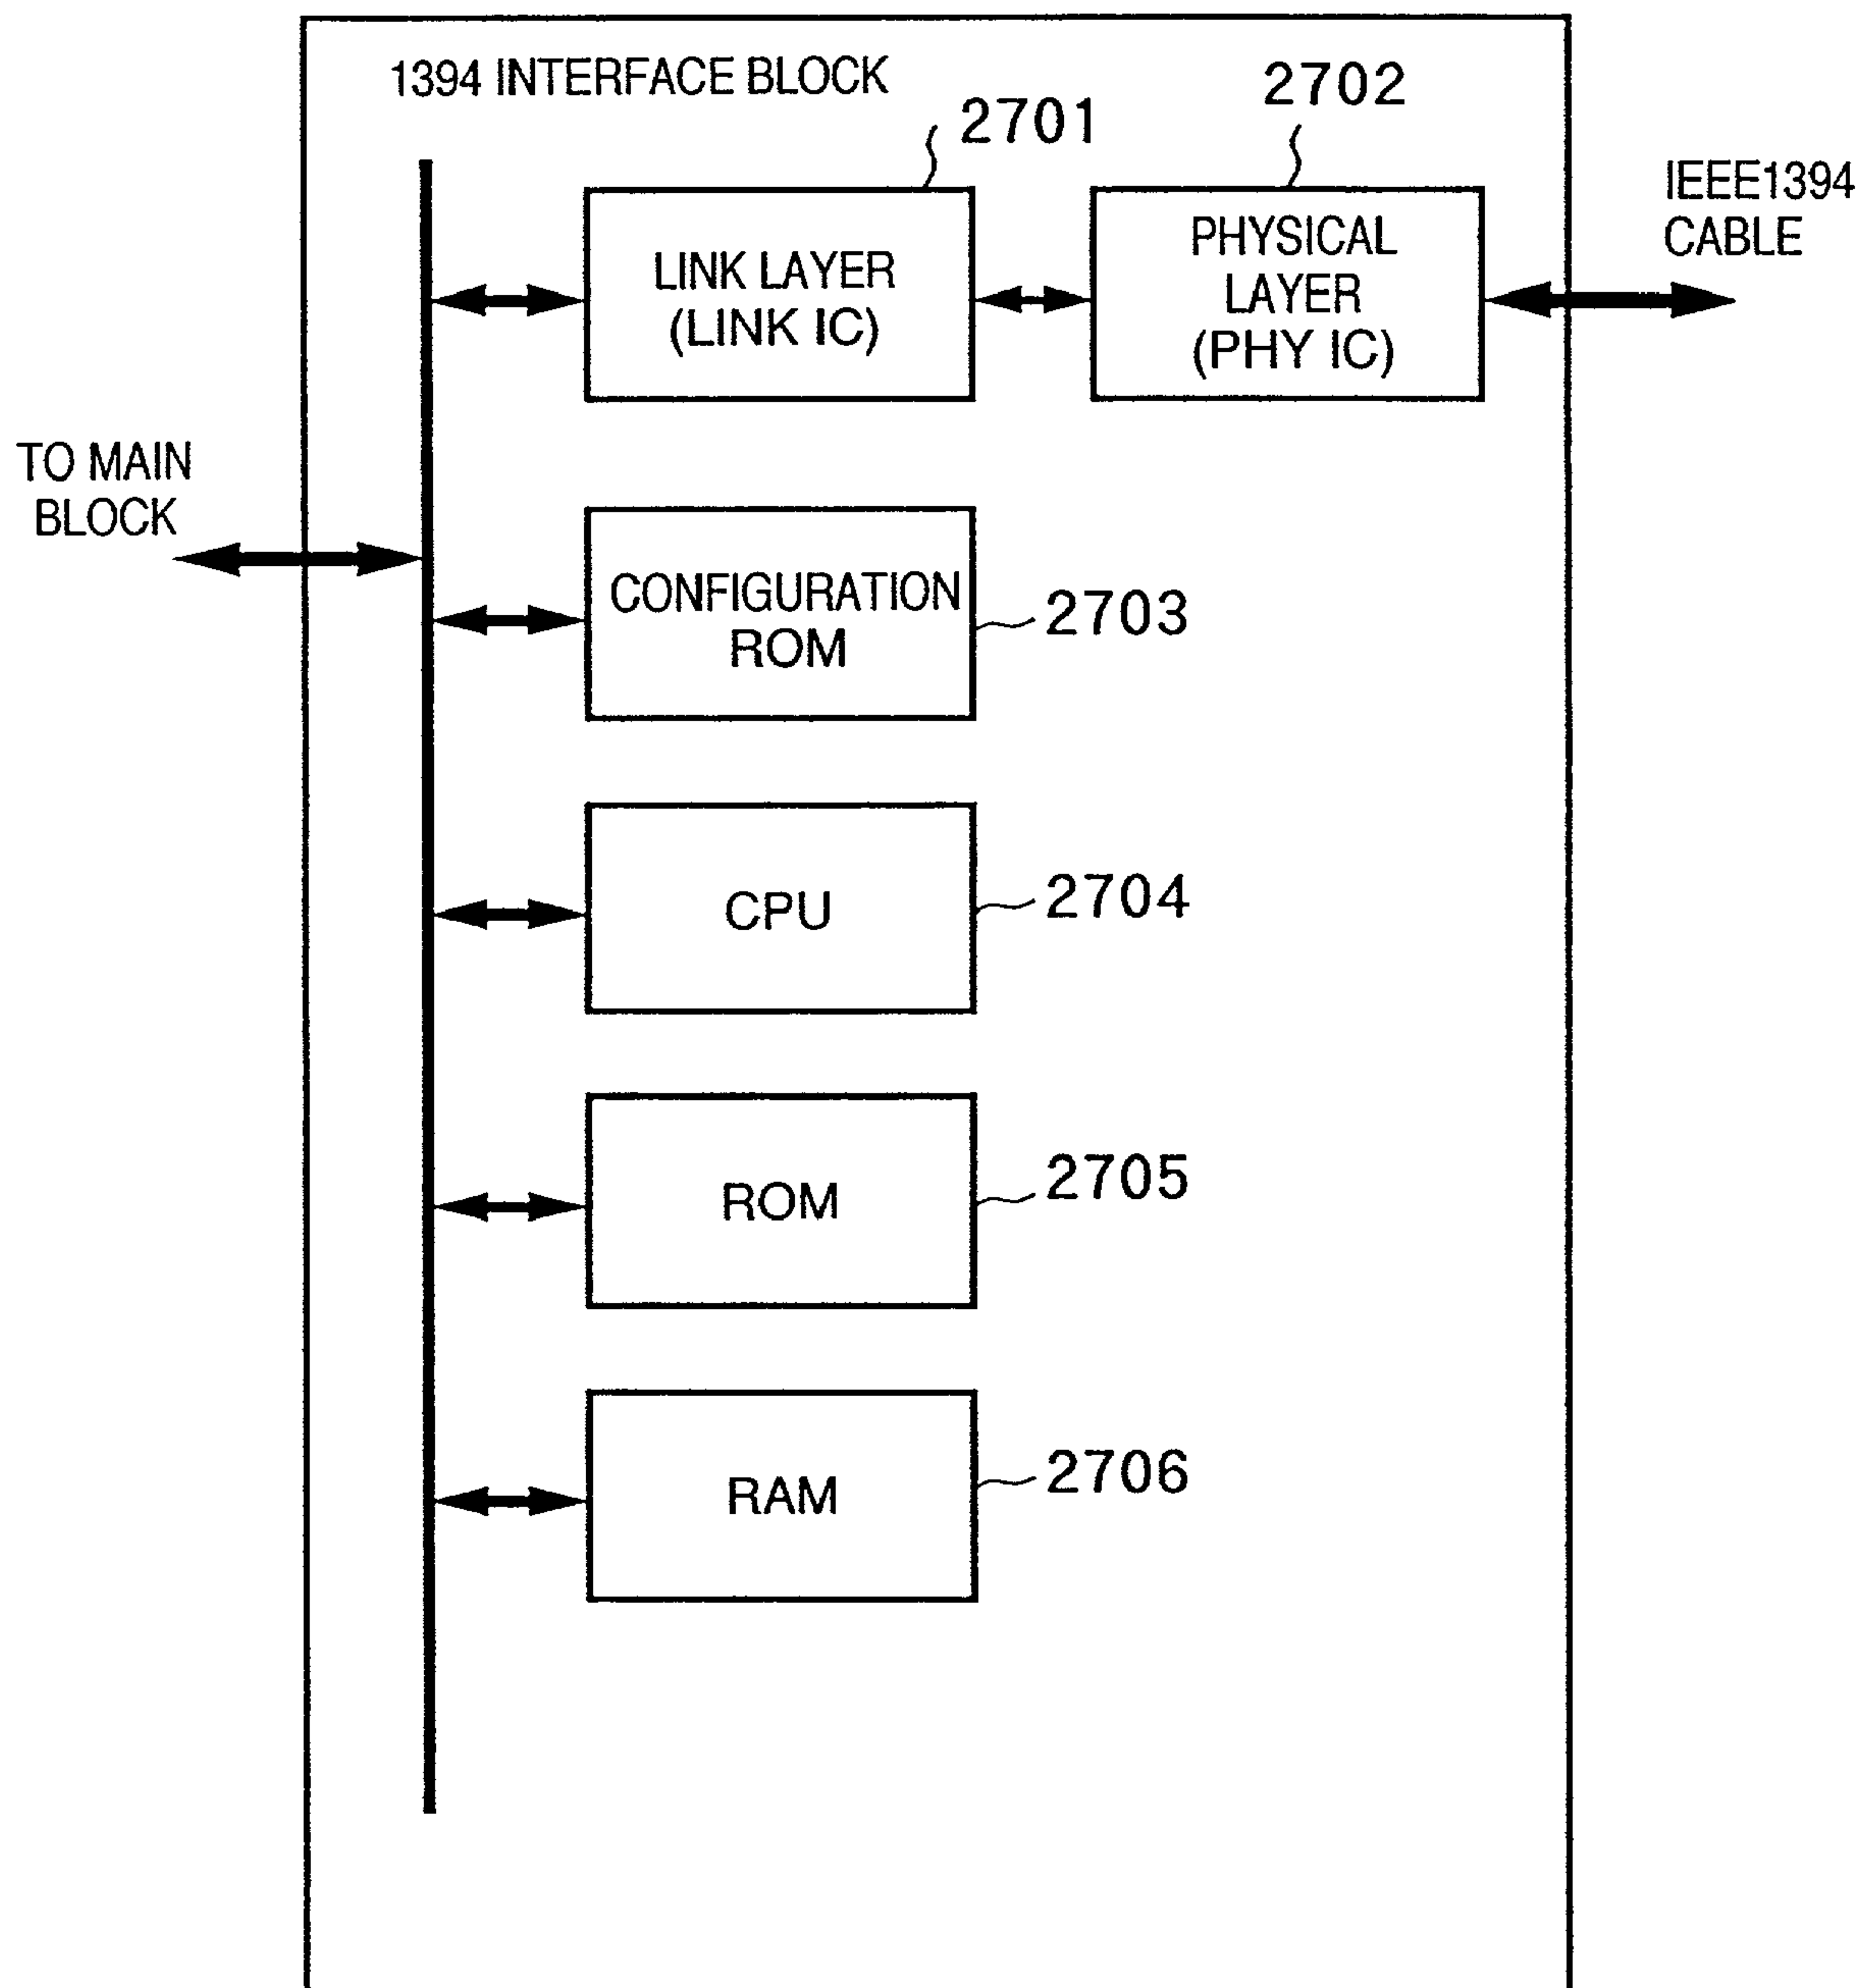 1394 INTERFACE BLOCK
2701
2702
IEEE1394
CABLE
LINK LAYER
(LINK IC)
PHYSICAL
LAYER
(PHY IC)
TO MAIN
BLOCK
CONFIGURATION
ROM
2703
CPU
2704
ROM
2705
RAM
2706